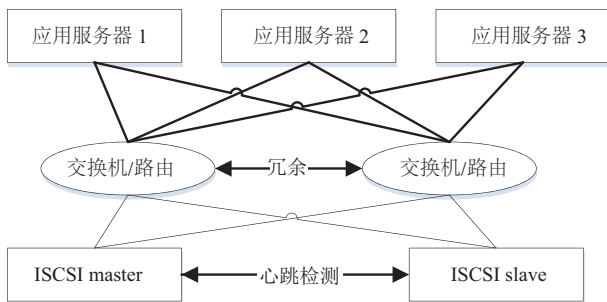 应用服务器 1
应用服务器 2
应用服务器 3
交换机/路由
冗余
交换机/路由
ISCSI master
心跳检测
ISCSI slave